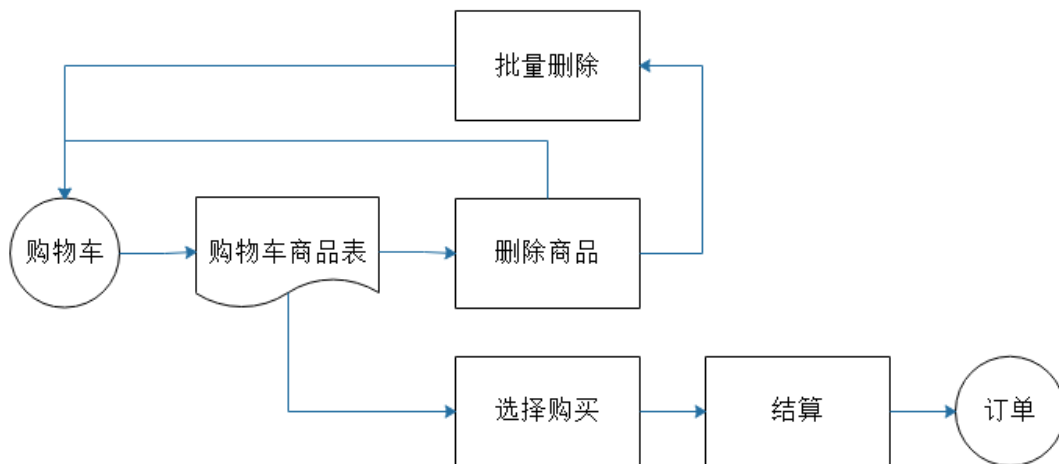 批量删除
购物车
购物车商品表
删除商品
选择购买
结算
订单